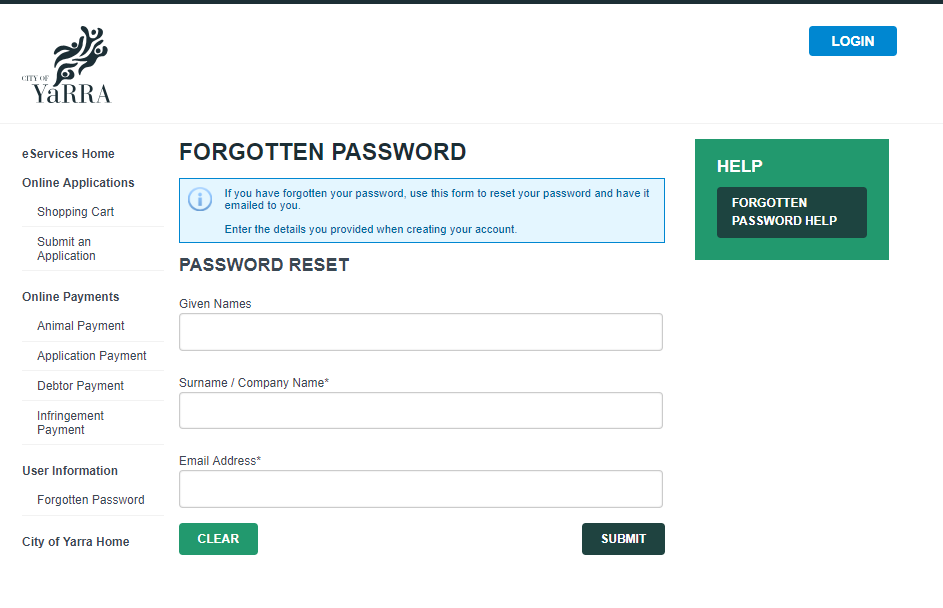 CITY OF
YaRRA
LOGIN
eServices Home
Online Applications
Shopping Cart
Submit an
Application
Online Payments
Animal Payment
Application Payment
Debtor Payment
Infringement
Payment
User Information
Forgotten Password
City of Yarra Home
FORGOTTEN PASSWORD
If you have forgotten your password, use this form to reset your password and have it
emailed to you.
Enter the details you provided when creating your account.
PASSWORD RESET
Given Names
Surname / Company Name*
Email Address*
CLEAR
SUBMIT
HELP
FORGOTTEN
PASSWORD HELP